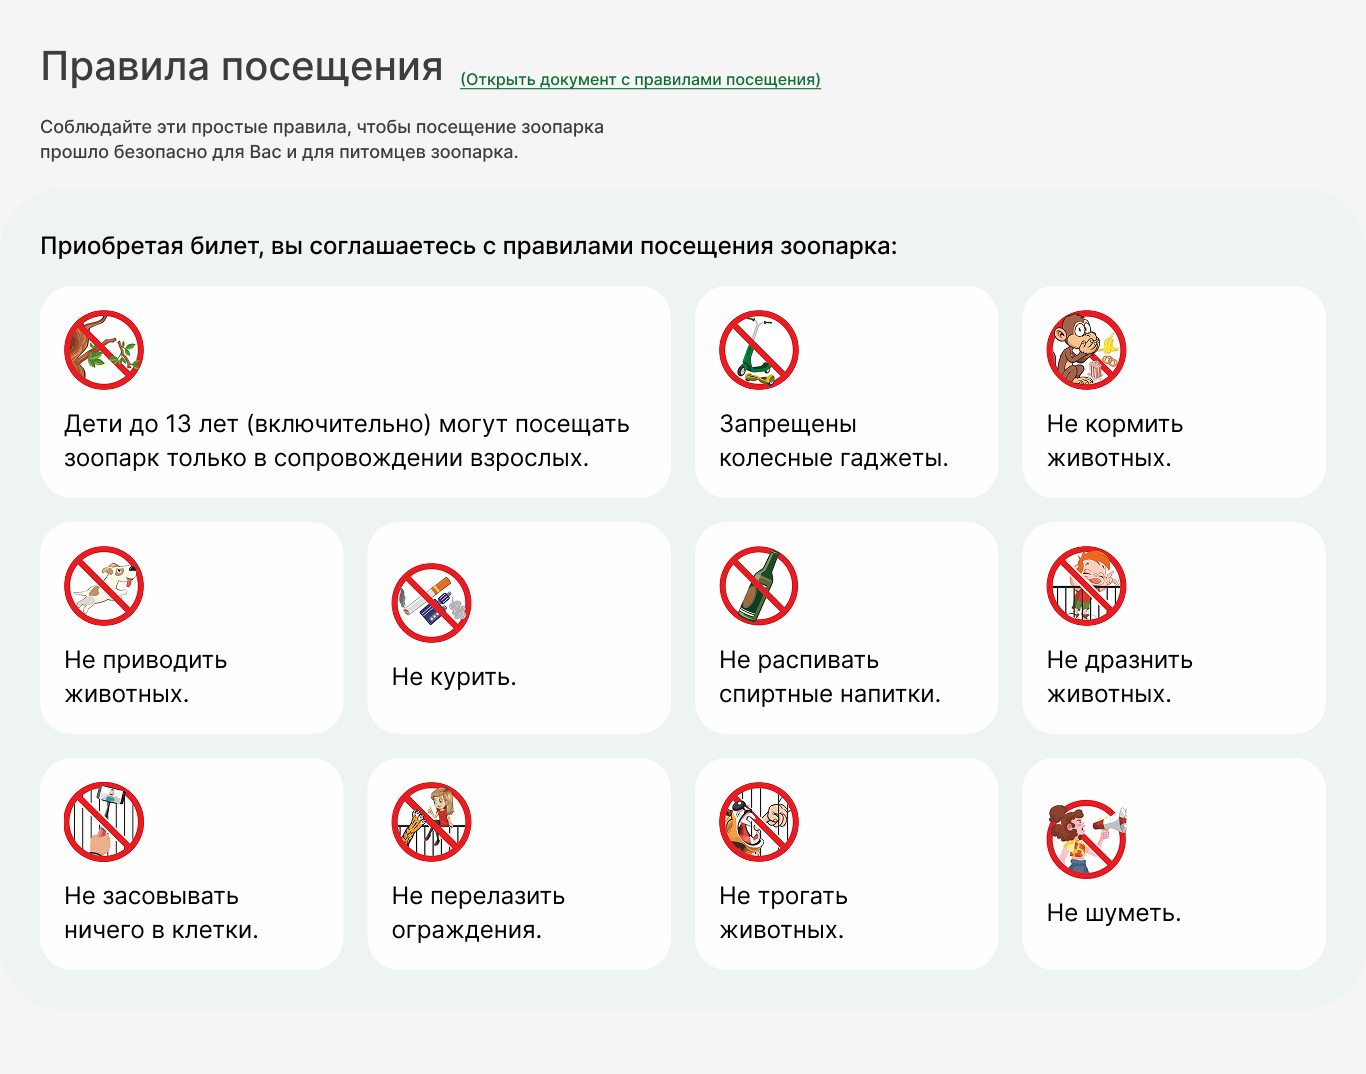 Правила посещения (Открыть документ с правилами посещения)
Соблюдайте эти простые правила, чтобы посещение зоопарка
прошло безопасно для Вас и для питомцев зоопарка.
Приобретая билет, вы соглашаетесь с правилами посещения зоопарка:
Дети до 13 лет (включительно) могут посещать
зоопарк только в сопровождении взрослых.
Запрещены
колесные гаджеты.
Не кормить
животных.
Не приводить
животных.
Не курить.
Не распивать
спиртные напитки.
Не дразнить
животных.
Не засовывать
ничего в клетки.
Не перелазить
ограждения.
Не трогать
животных.
Не шуметь.